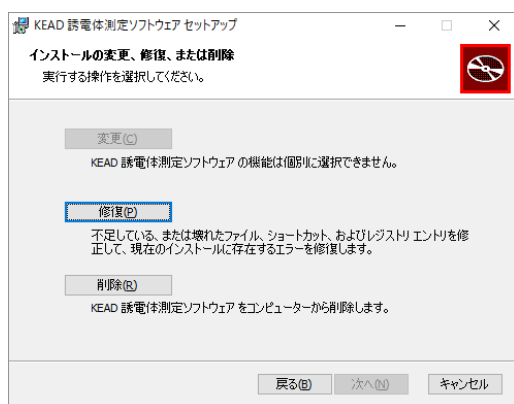 KEAD 誘電体測定ソフトウェア セットアップ
インストールの変更、修復、または削除
実行する操作を選択してください。
変更(C)
KEAD 誘電体測定ソフトウェア の機能は個別に選択できません。
修復(P)
不足している、または壊れたファイル、ショートカット、およびレジストリ エントリを修
正して、現在のインストールに存在するエラーを修復します。
削除(R)
KEAD 誘電体測定ソフトウェア をコンピューターから削除します。
戻る(B) 次へ(N) キャンセル